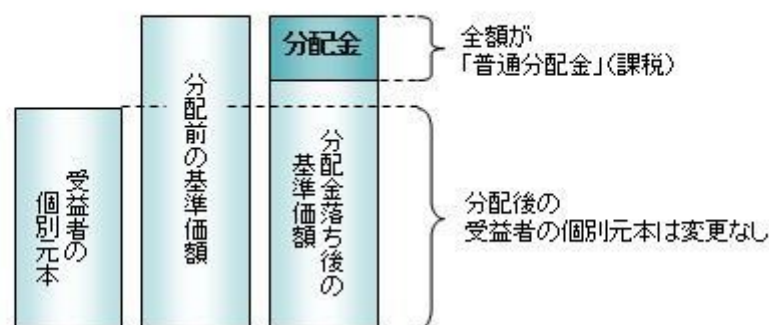 受益者の
個別元本
分配前の基準価額
分配金
分配金落ち後の
基準価額
全額が
「普通分配金」(課税)
分配後の
受益者の個別元本は変更なし